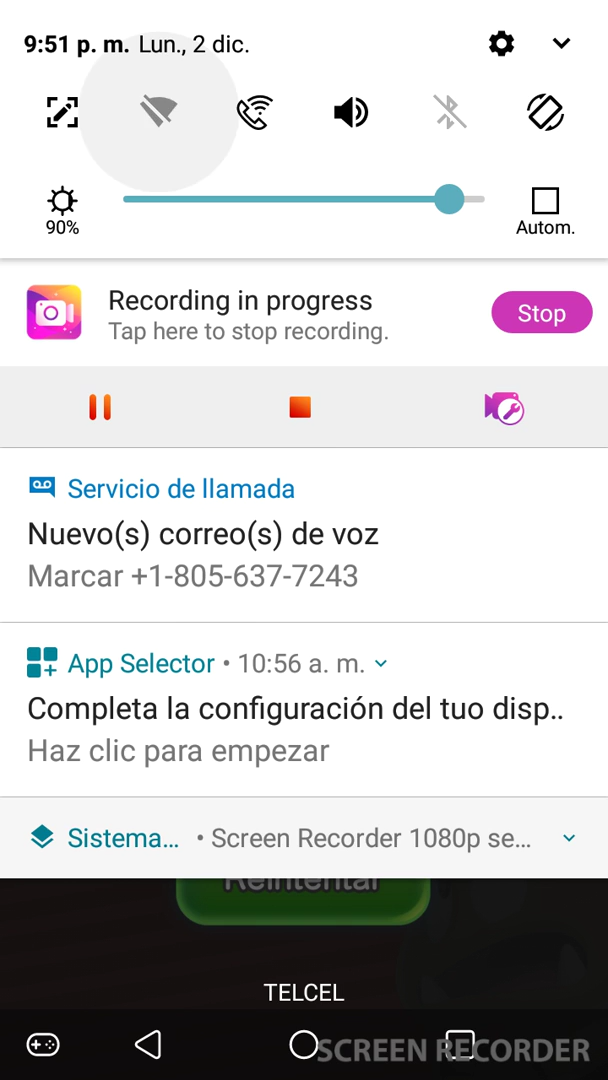 9:51 p. m. Lun., 2 dic.
90%
Autom.
Recording in progress
Tap here to stop recording.
Stop
Servicio de llamada
Nuevo(s) correo(s) de voz
Marcar +1-805-637-7243
App Selector • 10:56 a. m.
Completa la configuración del tuo disp..
Haz clic para empezar
Sistema... • Screen Recorder 1080p se...
Reintentar
TELCEL
SCREEN RECORDER